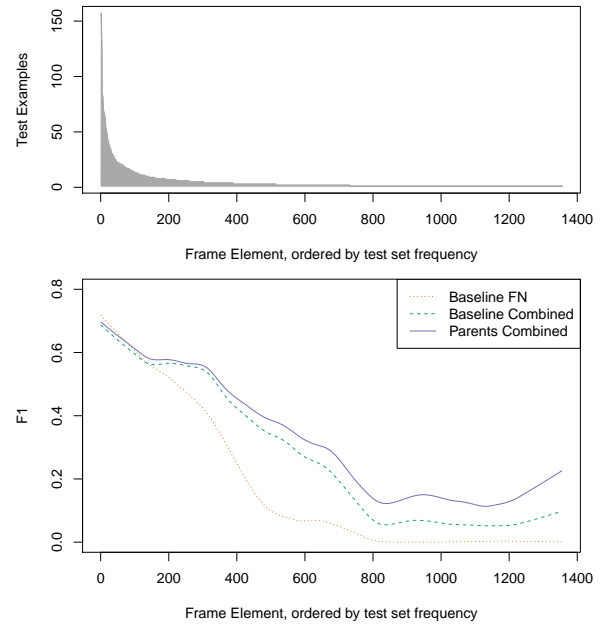 150
100
50
0
Test Examples
0 200 400 600 800 1000 1200 1400
Frame Element, ordered by test set frequency
0.8
0.6
0.4
0.2
0.0
F1
Baseline FN
Baseline Combined
Parents Combined
0 200 400 600 800 1000 1200 1400
Frame Element, ordered by test set frequency